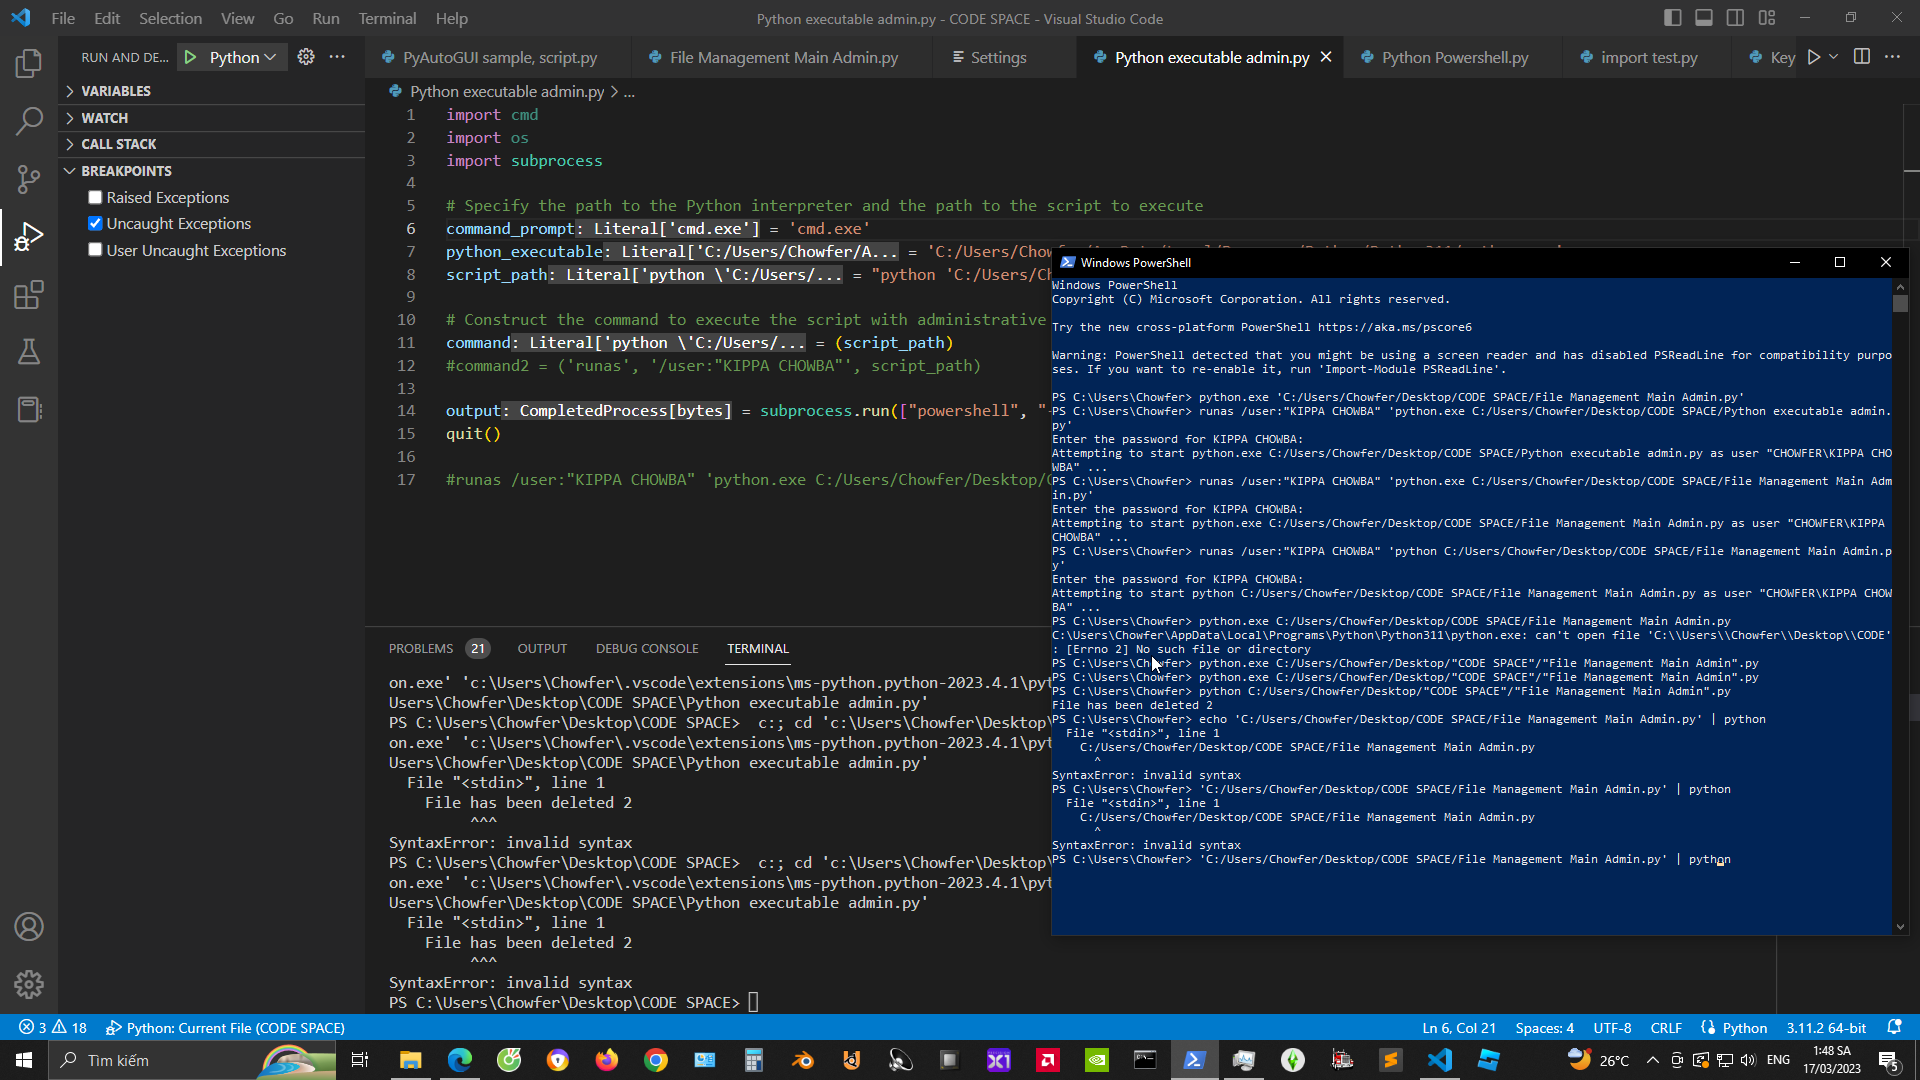 File Edit Selection View Go Run Terminal Help
Python executable admin.py - CODE SPACE - Visual Studio Code
RUN AND DE... Python
PyAutoGUI sample, script.py
File Management Main Admin.py
Settings
Python executable admin.py
Python Powershell.py
import test.py
Key
VARIABLES
WATCH
CALL STACK
BREAKPOINTS
Raised Exceptions
Uncaught Exceptions
User Uncaught Exceptions
Python executable admin.py > ...
1 import cmd
2 import os
3 import subprocess
4
5 # Specify the path to the Python interpreter and the path to the script to execute
6 command_prompt: Literal['cmd.exe'] = 'cmd.exe'
7 python_executable: Literal['C:/Users/Chowfer/A... = 'C:/Users/Chow
8 script_path: Literal['python \'C:/Users/... = "python 'C:/Users/C
9
10 # Construct the command to execute the script with administrative
11 command: Literal['python \'C:/Users/... = (script_path)
12 #command2 = ('runas', '/user:"KIPPA CHOWBA"', script_path)
13
14 output: CompletedProcess[bytes] = subprocess.run(["powershell", "-
15 quit()
16
17 #runas /user:"KIPPA CHOWBA" 'python.exe C:/Users/Chowfer/Desktop/C
PROBLEMS 21 OUTPUT DEBUG CONSOLE TERMINAL
on.exe' 'c:\Users\Chowfer\.vscode\extensions\ms-python.python-2023.4.1\pyt
Users\Chowfer\Desktop\CODE SPACE\Python executable admin.py'
PS C:\Users\Chowfer\Desktop\CODE SPACE>  c:; cd 'c:\Users\Chowfer\Desktop\
on.exe' 'c:\Users\Chowfer\.vscode\extensions\ms-python.python-2023.4.1\pyt
Users\Chowfer\Desktop\CODE SPACE\Python executable admin.py'
File "<stdin>", line 1
File has been deleted 2
^^^
SyntaxError: invalid syntax
PS C:\Users\Chowfer\Desktop\CODE SPACE>  c:; cd 'c:\Users\Chowfer\Desktop\
on.exe' 'c:\Users\Chowfer\.vscode\extensions\ms-python.python-2023.4.1\pyt
Users\Chowfer\Desktop\CODE SPACE\Python executable admin.py'
File "<stdin>", line 1
File has been deleted 2
^^^
SyntaxError: invalid syntax
PS C:\Users\Chowfer\Desktop\CODE SPACE>
Windows PowerShell
Windows PowerShell
Copyright (C) Microsoft Corporation. All rights reserved.
Try the new cross-platform PowerShell https://aka.ms/pscore6
Warning: PowerShell detected that you might be using a screen reader and has disabled PSReadLine for compatibility purpo
ses. If you want to re-enable it, run 'Import-Module PSReadLine'.
PS C:\Users\Chowfer> python.exe 'C:/Users/Chowfer/Desktop/CODE SPACE/File Management Main Admin.py'
PS C:\Users\Chowfer> runas /user:"KIPPA CHOWBA" 'python.exe C:/Users/Chowfer/Desktop/CODE SPACE/Python executable admin.
py'
Enter the password for KIPPA CHOWBA:
Attempting to start python.exe C:/Users/Chowfer/Desktop/CODE SPACE/Python executable admin.py as user "CHOWFER\KIPPA CHO
WBA" ...
PS C:\Users\Chowfer> runas /user:"KIPPA CHOWBA" 'python.exe C:/Users/Chowfer/Desktop/CODE SPACE/File Management Main Adm
in.py'
Enter the password for KIPPA CHOWBA:
Attempting to start python.exe C:/Users/Chowfer/Desktop/CODE SPACE/File Management Main Admin.py as user "CHOWFER\KIPPA
CHOWBA" ...
PS C:\Users\Chowfer> runas /user:"KIPPA CHOWBA" 'python C:/Users/Chowfer/Desktop/CODE SPACE/File Management Main Admin.p
y'
Enter the password for KIPPA CHOWBA:
Attempting to start python C:/Users/Chowfer/Desktop/CODE SPACE/File Management Main Admin.py as user "CHOWFER\KIPPA CHOW
BA" ...
PS C:\Users\Chowfer> python.exe C:/Users/Chowfer/Desktop/CODE SPACE/File Management Main Admin.py
C:\Users\Chowfer\AppData\Local\Programs\Python\Python311\python.exe: can't open file 'C:\\Users\\Chowfer\\Desktop\\CODE'
: [Errno 2] No such file or directory
PS C:\Users\Chowfer> python.exe C:/Users/Chowfer/Desktop/"CODE SPACE"/"File Management Main Admin".py
PS C:\Users\Chowfer> python.exe C:/Users/Chowfer/Desktop/"CODE SPACE"/"File Management Main Admin".py
PS C:\Users\Chowfer> python C:/Users/Chowfer/Desktop/"CODE SPACE"/"File Management Main Admin".py
File has been deleted 2
PS C:\Users\Chowfer> echo 'C:/Users/Chowfer/Desktop/CODE SPACE/File Management Main Admin.py' | python
File "<stdin>", line 1
C:/Users/Chowfer/Desktop/CODE SPACE/File Management Main Admin.py
^
SyntaxError: invalid syntax
PS C:\Users\Chowfer> 'C:/Users/Chowfer/Desktop/CODE SPACE/File Management Main Admin.py' | python
File "<stdin>", line 1
C:/Users/Chowfer/Desktop/CODE SPACE/File Management Main Admin.py
^
SyntaxError: invalid syntax
PS C:\Users\Chowfer> 'C:/Users/Chowfer/Desktop/CODE SPACE/File Management Main Admin.py' | python
3 18 Python: Current File (CODE SPACE)
Ln 6, Col 21 Spaces: 4 UTF-8 CRLF Python 3.11.2 64-bit
Tìm kiếm
26°C ENG
1:48 SA
17/03/2023
5